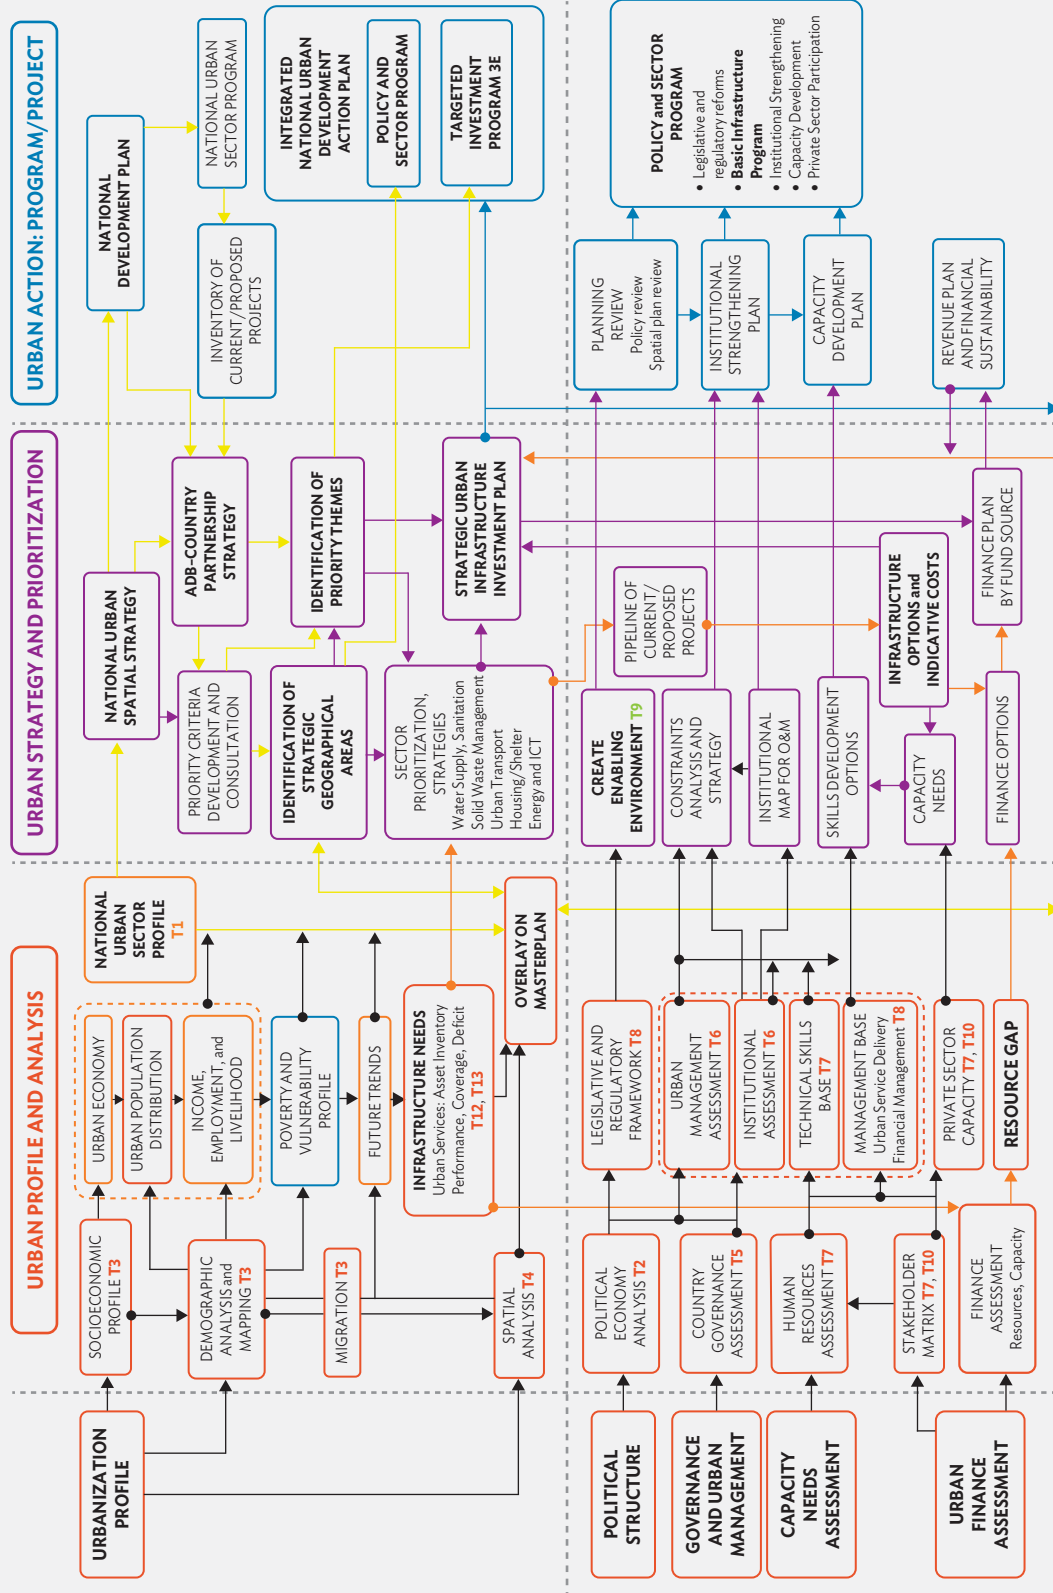 URBAN PROFILE AND ANALYSIS
URBAN STRATEGY AND PRIORITIZATION
URBAN ACTION: PROGRAM/PROJECT
URBANIZATION
PROFILE
SOCIOECONOMIC
PROFILE T3
DEMOGRAPHIC
ANALYSIS and
MAPPING T3
MIGRATION T3
SPATIAL
ANALYSIS T4
URBAN ECONOMY
URBAN POPULATION
DISTRIBUTION
INCOME,
EMPLOYMENT, and
LIVELIHOOD
POVERTY AND
VULNERABILITY
PROFILE
FUTURE TRENDS
INFRASTRUCTURE NEEDS
Urban Services: Asset Inventory
Performance, Coverage, Deficit
T12, T13
NATIONAL
URBAN
SECTOR
PROFILE
T1
OVERLAY ON
MASTERPLAN
NATIONAL URBAN
SPATIAL STRATEGY
PRIORITY CRITERIA
DEVELOPMENT AND
CONSULTATION
ADB-COUNTRY
PARTNERSHIP
STRATEGY
IDENTIFICATION OF
STRATEGIC
GEOGRAPHICAL
AREAS
IDENTIFICATION OF
PRIORITY THEMES
SECTOR
PRIORITIZATION,
STRATEGIES
Water Supply, Sanitation
Solid Waste Management
Urban Transport
Housing/Shelter
Energy and ICT
STRATEGIC URBAN
INFRASTRUCTURE
INVESTMENT PLAN
NATIONAL
DEVELOPMENT PLAN
NATIONAL URBAN
SECTOR PROGRAM
INVENTORY OF
CURRENT/PROPOSED
PROJECTS
INTEGRATED
NATIONAL URBAN
DEVELOPMENT
ACTION PLAN
POLICY AND
SECTOR PROGRAM
TARGETED
INVESTMENT
PROGRAM 3E
POLITICAL
STRUCTURE
GOVERNANCE
AND URBAN
MANAGEMENT
CAPACITY
NEEDS
ASSESSMENT
URBAN
FINANCE
ASSESSMENT
POLITICAL
ECONOMY
ANALYSIS T2
COUNTRY
GOVERNANCE
ASSESSMENT T5
HUMAN
RESOURCES
ASSESSMENT T7
STAKEHOLDER
MATRIX T7, T10
FINANCE
ASSESSMENT
Resources, Capacity
LEGISLATIVE AND
REGULATORY
FRAMEWORK T8
URBAN
MANAGEMENT
ASSESSMENT T6
INSTITUTIONAL
ASSESSMENT T6
TECHNICAL SKILLS
BASE T7
MANAGEMENT BASE
Urban Service Delivery
Financial Management T8
PRIVATE SECTOR
CAPACITY T7, T10
RESOURCE GAP
CREATE
ENABLING
ENVIRONMENT T9
CONSTRAINTS
ANALYSIS AND
STRATEGY
INSTITUTIONAL
MAP FOR O&M
SKILLS DEVELOPMENT
OPTIONS
CAPACITY
NEEDS
FINANCE OPTIONS
PIPELINE OF
CURRENT/
PROPOSED
PROJECTS
INFRASTRUCTURE
OPTIONS and
INDICATIVE COSTS
FINANCE PLAN
BY FUND SOURCE
PLANNING
REVIEW
Policy review
Spatial plan review
INSTITUTIONAL
STRENGTHENING
PLAN
CAPACITY
DEVELOPMENT
PLAN
REVENUE PLAN
AND FINANCIAL
SUSTAINABILITY
POLICY and SECTOR
PROGRAM
• Legislative and
regulatory reforms
• Basic Infrastructure
Program
• Institutional Strengthening
• Capacity Development
• Private Sector Participation